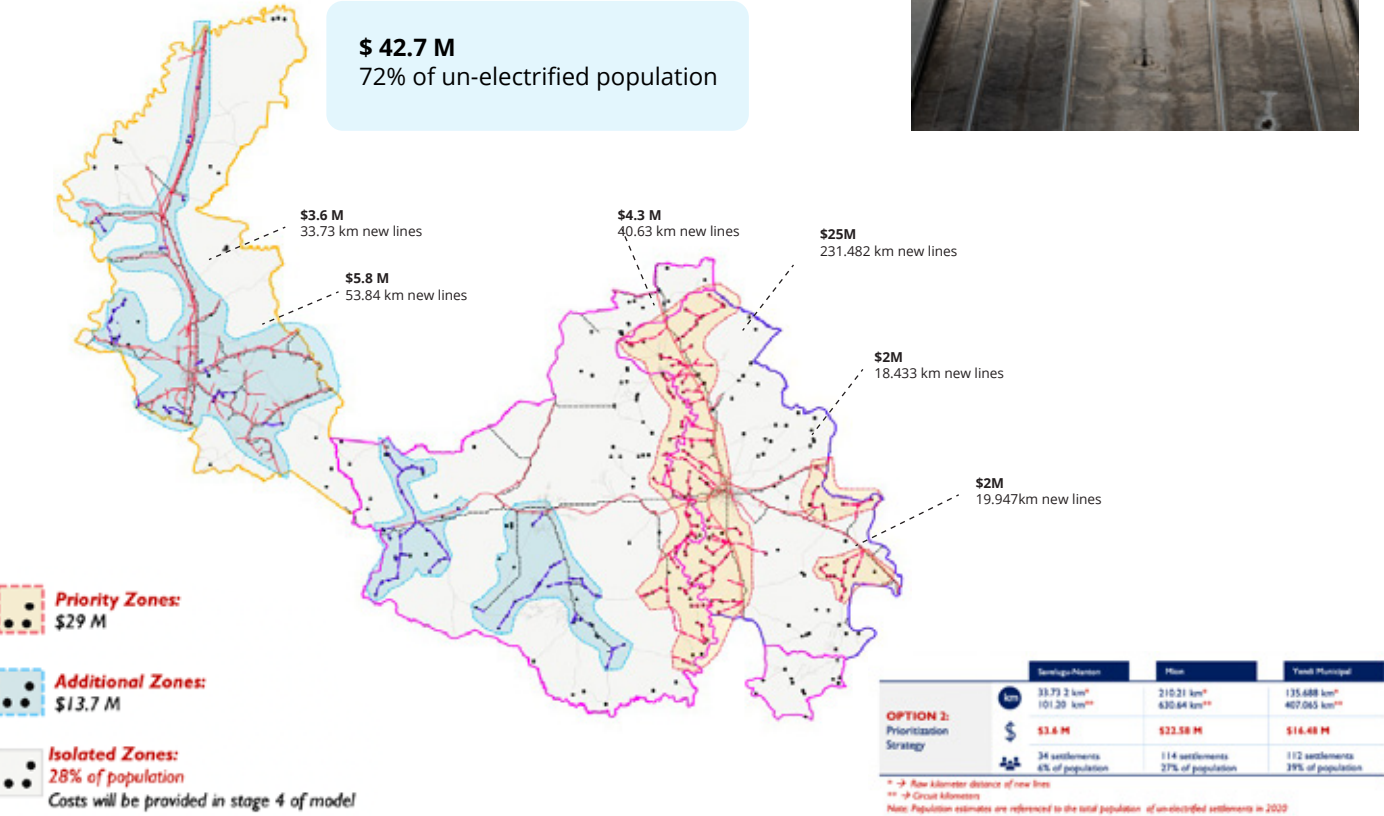 $ 42.7 M
72% of un-electrified population
$3.6 M
33.73 km new lines
$5.8 M
53.84 km new lines
$4.3 M
40.63 km new lines
$25M
231.482 km new lines
$2M
18.433 km new lines
$2M
19.947km new lines
Priority Zones:
$29 M
Additional Zones:
$13.7 M
Isolated Zones:
28% of population
Costs will be provided in stage 4 of model
Sanelugu-Nanton
Mion
Yendi Municipal
OPTION 2:
Prioritization
Strategy
km
33.73 2 km*
101.20 km**
210.21 km*
630.64 km**
135.688 km*
407.065 km**
$
$3.6 M
$22.58 M
$16.48 M
34 settlements
6% of population
114 settlements
27% of population
112 settlements
39% of population
* → Raw kilometer distance of new lines
** → Circuit kilometers
Note: Population estimates are referenced to the total population of un-electrified settlements in 2020